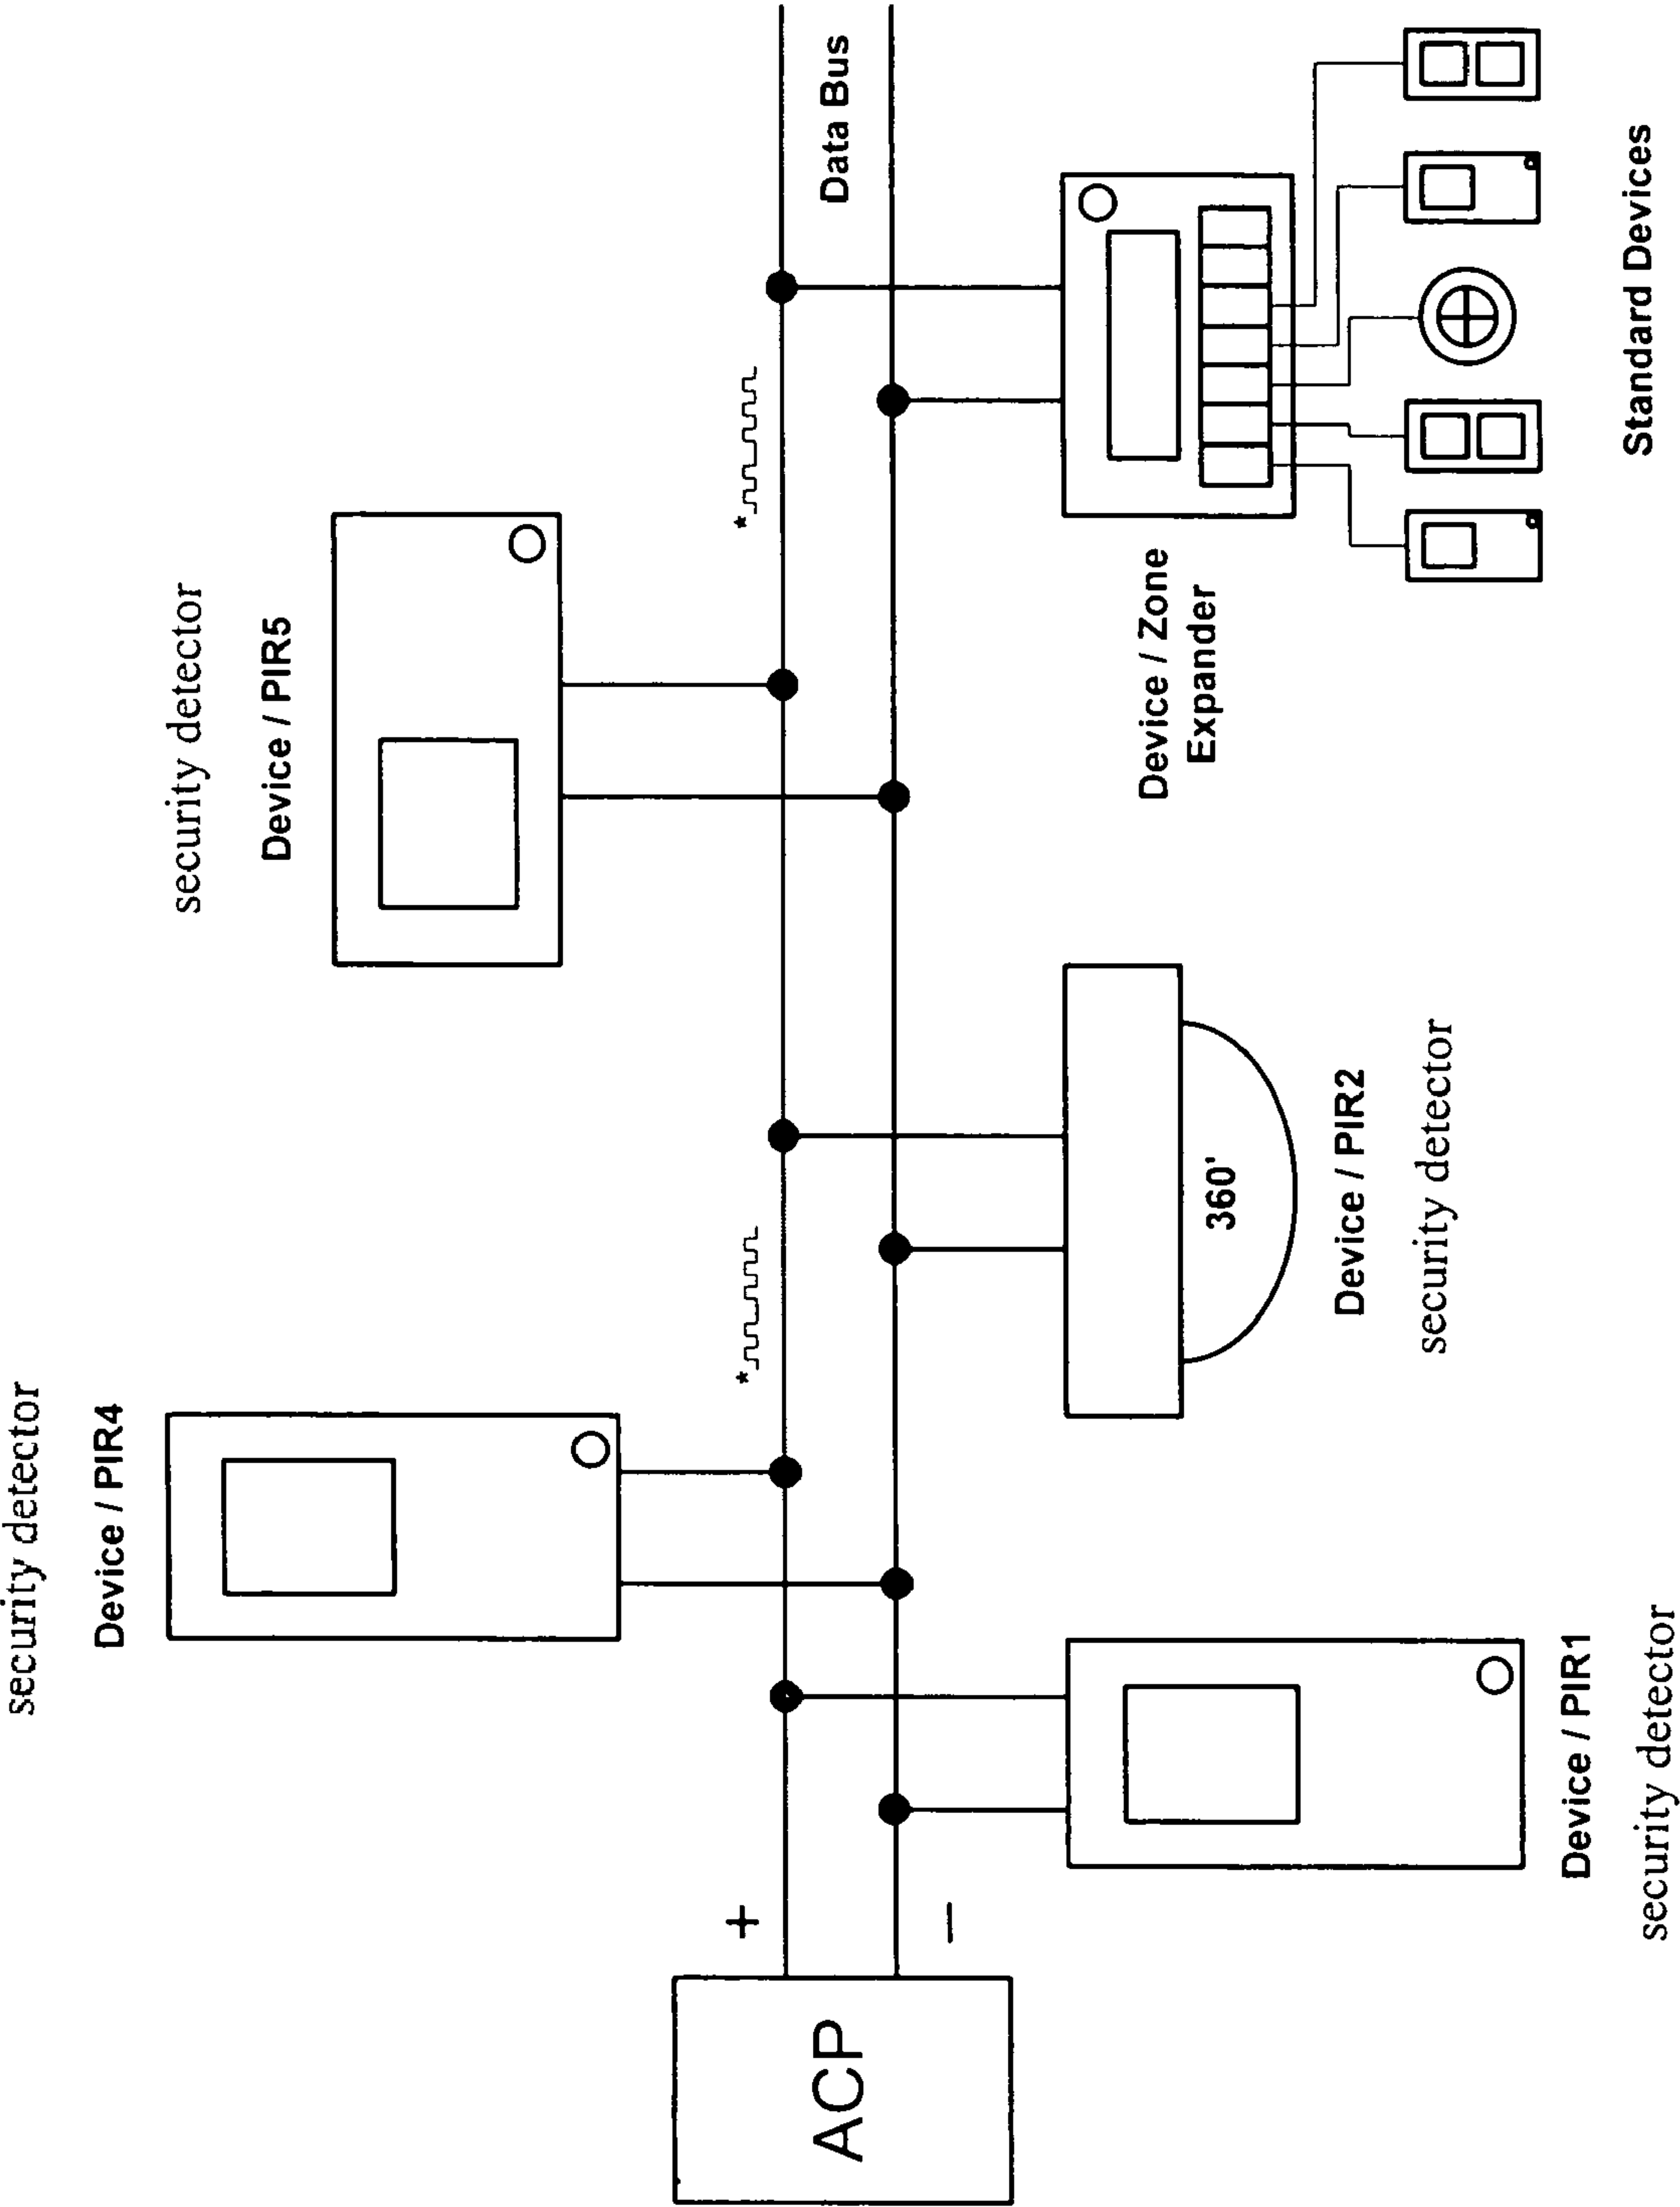 security detector
Device / PIR4
security detector
Device / PIR5
+
*
*
Data Bus
ACP
−
Device / Zone
Expander
360'
Device / PIR2
security detector
Device / PIR1
security detector
Standard Devices